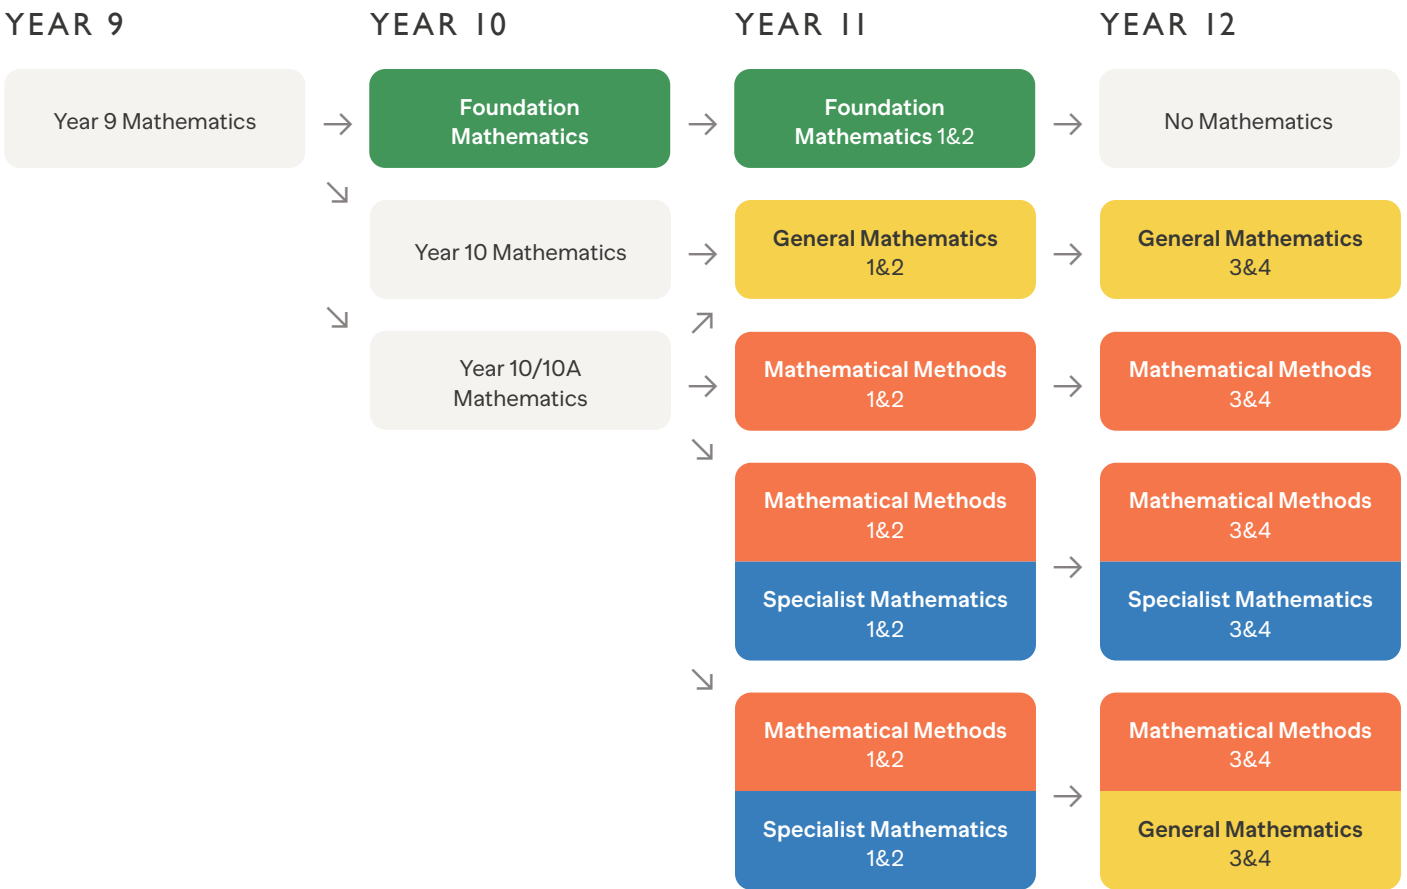 YEAR 9
YEAR 10
YEAR 11
YEAR 12
Year 9 Mathematics
Foundation
Mathematics
Foundation
Mathematics 1&2
No Mathematics
Year 10 Mathematics
General Mathematics
1&2
General Mathematics
3&4
Year 10/10A
Mathematics
Mathematical Methods
1&2
Mathematical Methods
3&4
Mathematical Methods
1&2
Specialist Mathematics
1&2
Mathematical Methods
3&4
Specialist Mathematics
3&4
Mathematical Methods
1&2
Specialist Mathematics
1&2
Mathematical Methods
3&4
General Mathematics
3&4